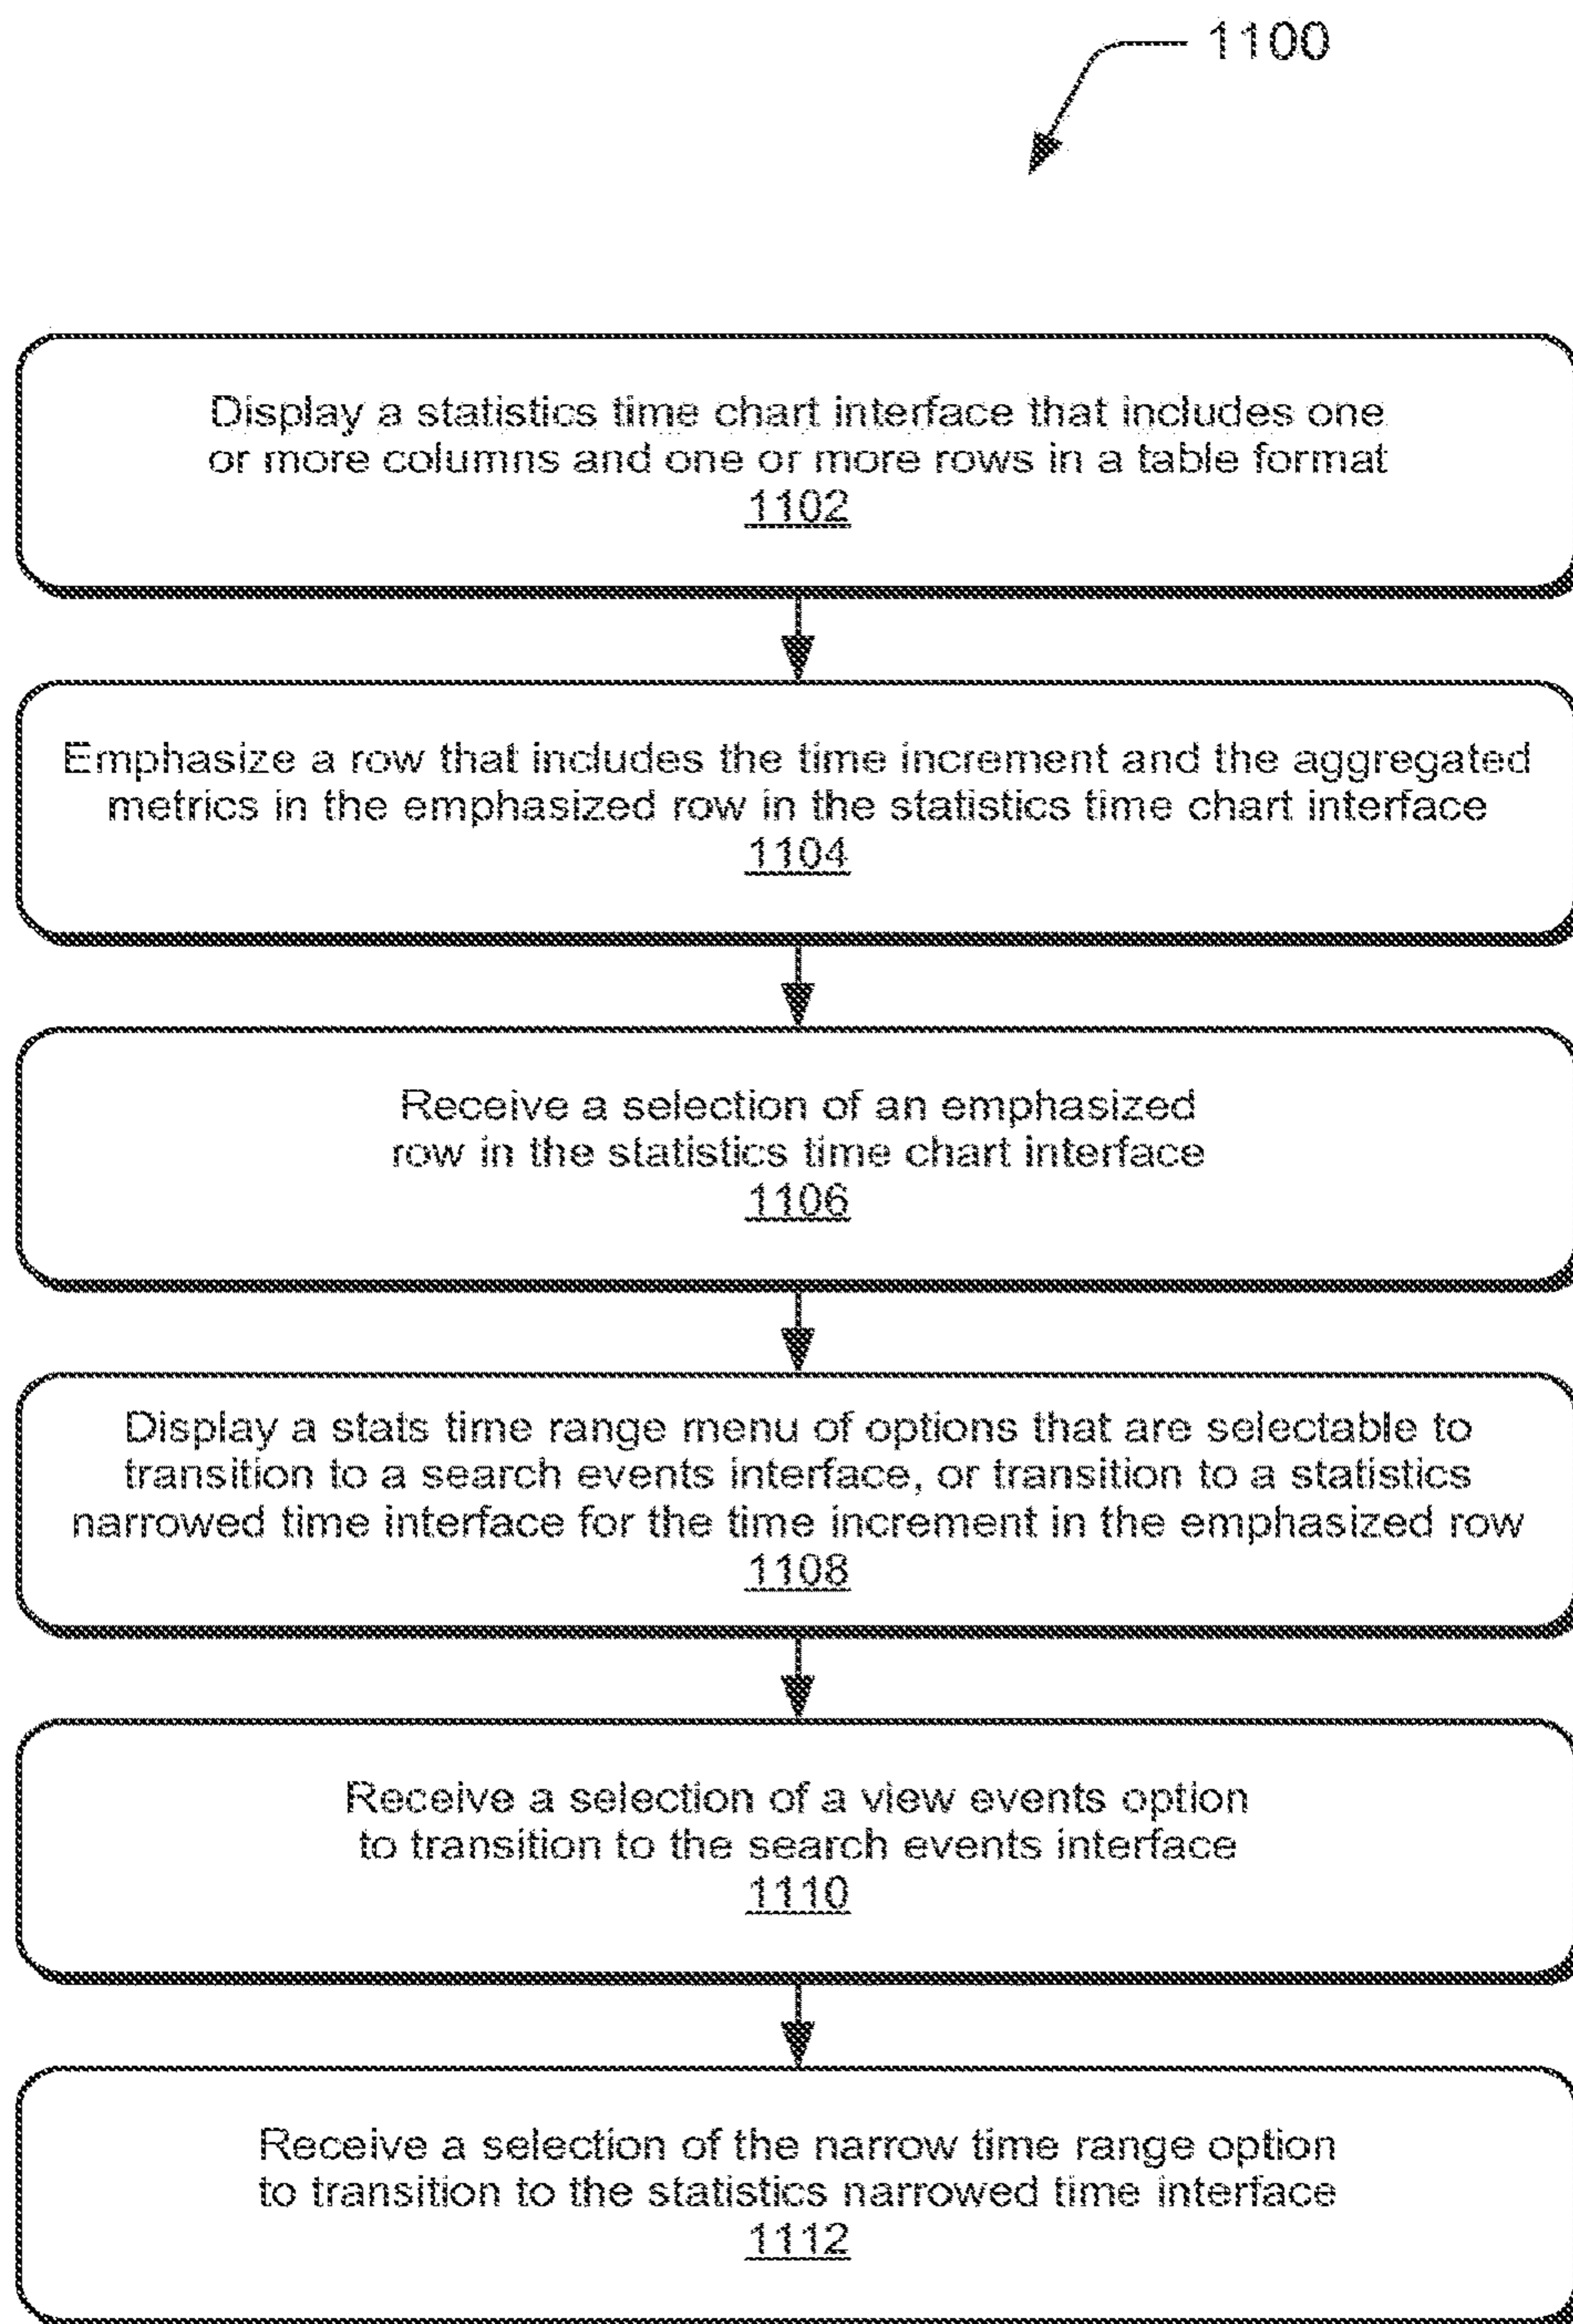 1100
Display a statistics time chart interface that includes one
or more columns and one or more rows in a table format
1102
Emphasize a row that includes the time increment and the aggregated
metrics in the emphasized row in the statistics time chart interface
1104
Receive a selection of an emphasized
row in the statistics time chart interface
1106
Display a stats time range menu of options that are selectable to
transition to a search events interface, or transition to a statistics
narrowed time interface for the time increment in the emphasized row
1108
Receive a selection of a view events option
to transition to the search events interface
1110
Receive a selection of the narrow time range option
to transition to the statistics narrowed time interface
1112